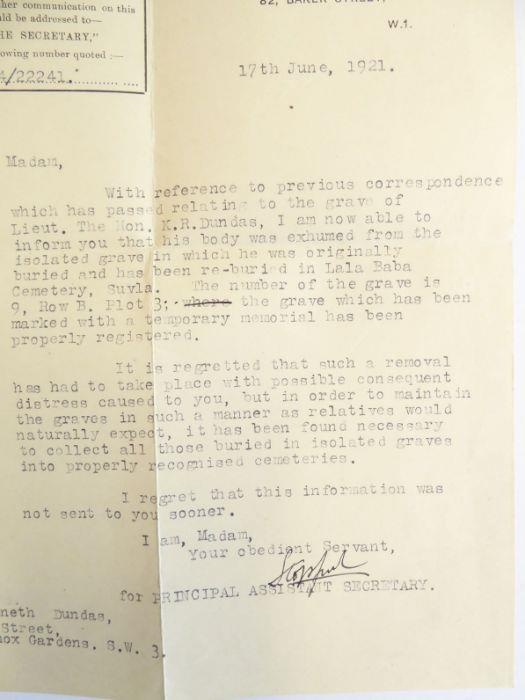 her communication on this
ld be addressed to—
HE SECRETARY,"
owing number quoted :—
4/22241.
82, BAKER STREET,
W.1.
17th June, 1921.
Madam,
With reference to previous correspondence
which has passed relating to the grave of
Lieut. The Hon. K.R.Dundas, I am now able to
inform you that his body was exhumed from the
isolated grave in which he was originally
buried and has been re-buried in Lala Baba
Cemetery, Suvla. The number of the grave is
9, Row B. Plot 3; where the grave which has been
marked with a temporary memorial has been
properly registered.
It is regretted that such a removal
has had to take place with possible consequent
distress caused to you, but in order to maintain
the graves in such a manner as relatives would
naturally expect, it has been found necessary
to collect all those buried in isolated graves
into properly recognised cemeteries.
I regret that this information was
not sent to you sooner.
I am, Madam,
Your obedient Servant,
for PRINCIPAL ASSISTANT SECRETARY.
neth Dundas,
Street,
nox Gardens. S.W. 3.